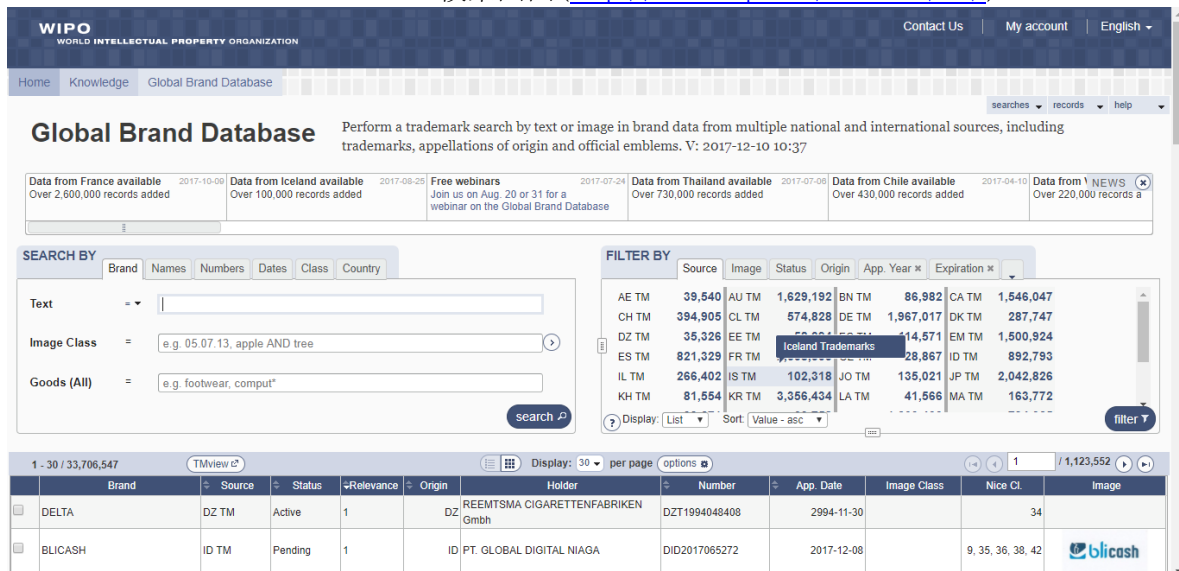 WIPO
WORLD INTELLECTUAL PROPERTY ORGANIZATION
Contact Us | My account | English
Home Knowledge Global Brand Database
searches records help
Global Brand Database
Perform a trademark search by text or image in brand data from multiple national and international sources, including
trademarks, appellations of origin and official emblems. V: 2017-12-10 10:37
Data from France available 2017-10-09 Data from Iceland available 2017-08-25 Free webinars 2017-07-24 Data from Thailand available 2017-07-06 Data from Chile available 2017-04-10 Data from NEWS
Over 2,600,000 records added Over 100,000 records added Join us on Aug. 20 or 31 for a Over 730,000 records added Over 430,000 records added Over 220,000 records a
webinar on the Global Brand Database
SEARCH BY
Brand Names Numbers Dates Class Country
Text =
Image Class = e.g. 05.07.13, apple AND tree
Goods (All) = e.g. footwear, comput*
search
FILTER BY
Source Image Status Origin App. Year × Expiration ×
AE TM 39,540 AU TM 1,629,192 BN TM 86,982 CA TM 1,546,047
CH TM 394,905 CL TM 574,828 DE TM 1,967,017 DK TM 287,747
DZ TM 35,326 EE TM 14,571 EM TM 1,500,924
Iceland Trademarks
ES TM 821,329 FR TM 28,867 ID TM 892,793
IL TM 266,402 IS TM 102,318 JO TM 135,021 JP TM 2,042,826
KH TM 81,554 KR TM 3,356,434 LA TM 41,566 MA TM 163,772
? Display: List Sort: Value - asc filter
1 - 30 / 33,706,547 TMview Display: 30 per page options 1 / 1,123,552
Brand Source Status Relevance Origin Holder Number App. Date Image Class Nice Cl. Image
DELTA DZ TM Active 1 DZ REEMTSMA CIGARETTENFABRIKEN Gmbh DZT1994048408 2994-11-30 34
BLICASH ID TM Pending 1 ID PT. GLOBAL DIGITAL NIAGA DID2017065272 2017-12-08 9, 35, 36, 38, 42 blicash